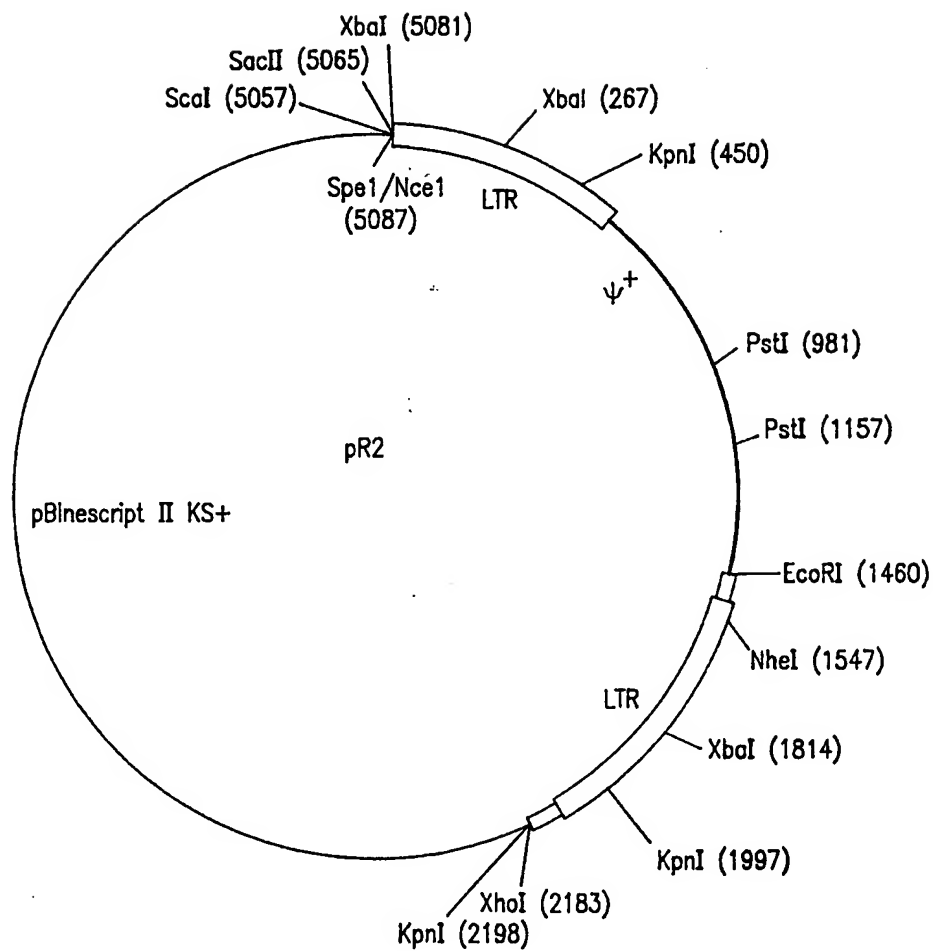 XbaI (5081)
SacII (5065)
ScaI (5057)
XbaI (267)
KpnI (450)
Spe1/Nce1
(5087)
LTR
ψ+
PstI (981)
PstI (1157)
pR2
pBlnescript II KS+
EcoRI (1460)
NheI (1547)
LTR
XbaI (1814)
KpnI (1997)
XhoI (2183)
KpnI (2198)